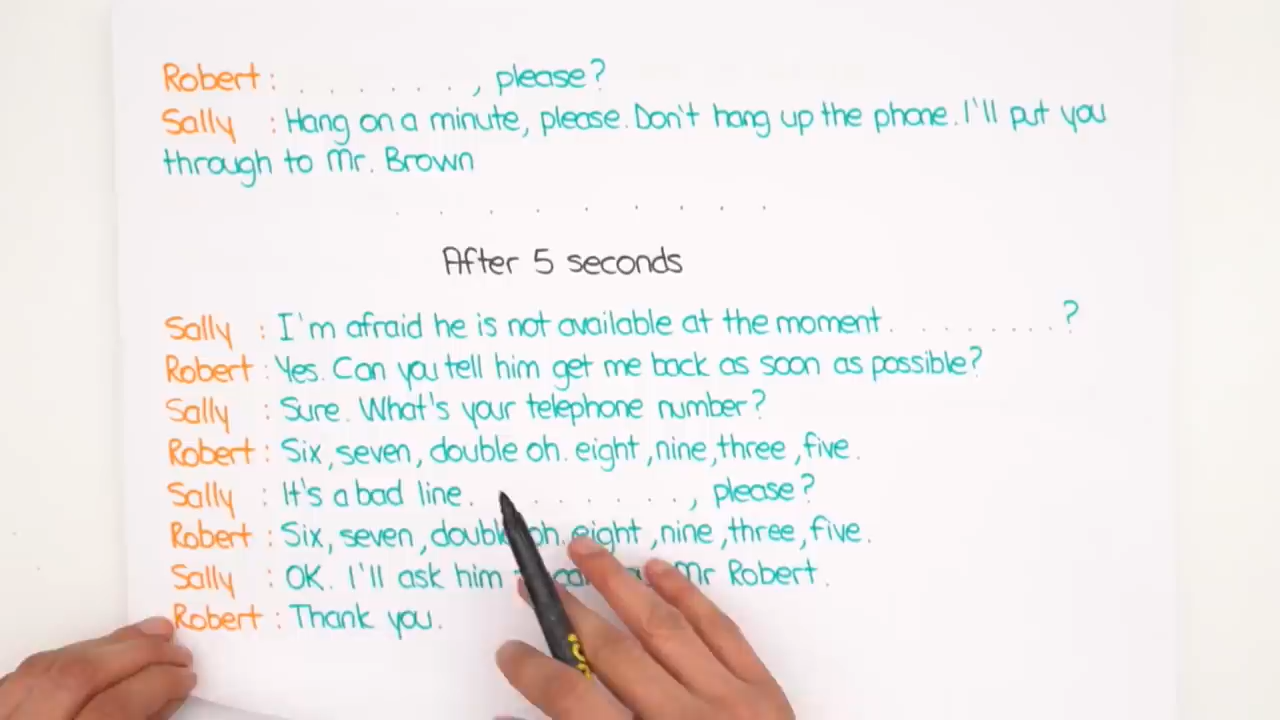 Robert : . . . . . . . , please?
Sally : Hang on a minute, please. Don't hang up the phone. I'll put you
through to Mr. Brown
. . . . . . . . .
After 5 seconds
Sally : I'm afraid he is not available at the moment. . . . . . . . . ?
Robert : Yes. Can you tell him get me back as soon as possible?
Sally : Sure. What's your telephone number?
Robert : Six, seven, double oh. eight, nine, three, five.
Sally : It's a bad line. . . . . . . , please?
Robert : Six, seven, double oh. eight, nine, three, five.
Sally : OK. I'll ask him Mr Robert.
Robert : Thank you.